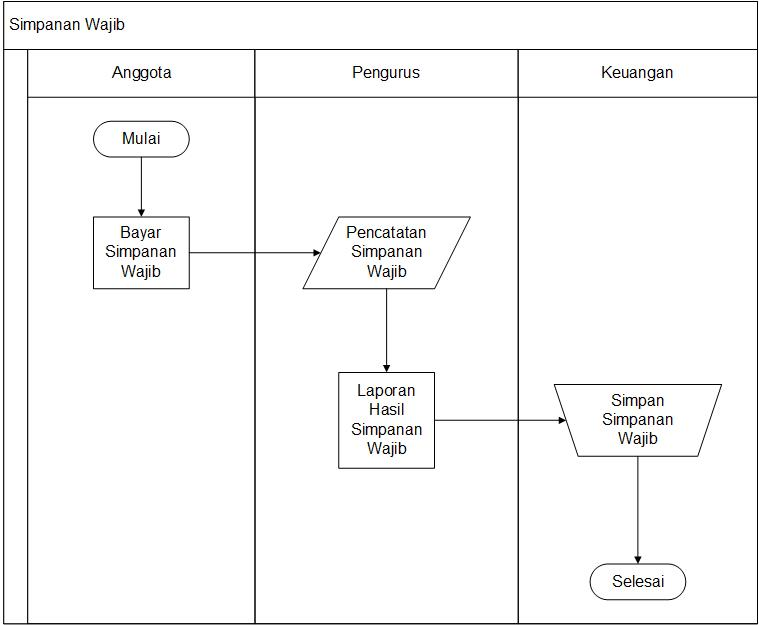 Simpanan Wajib
Anggota
Pengurus
Keuangan
Mulai
Bayar
Simpanan
Wajib
Pencatatan
Simpanan
Wajib
Laporan
Hasil
Simpanan
Wajib
Simpan
Simpanan
Wajib
Selesai